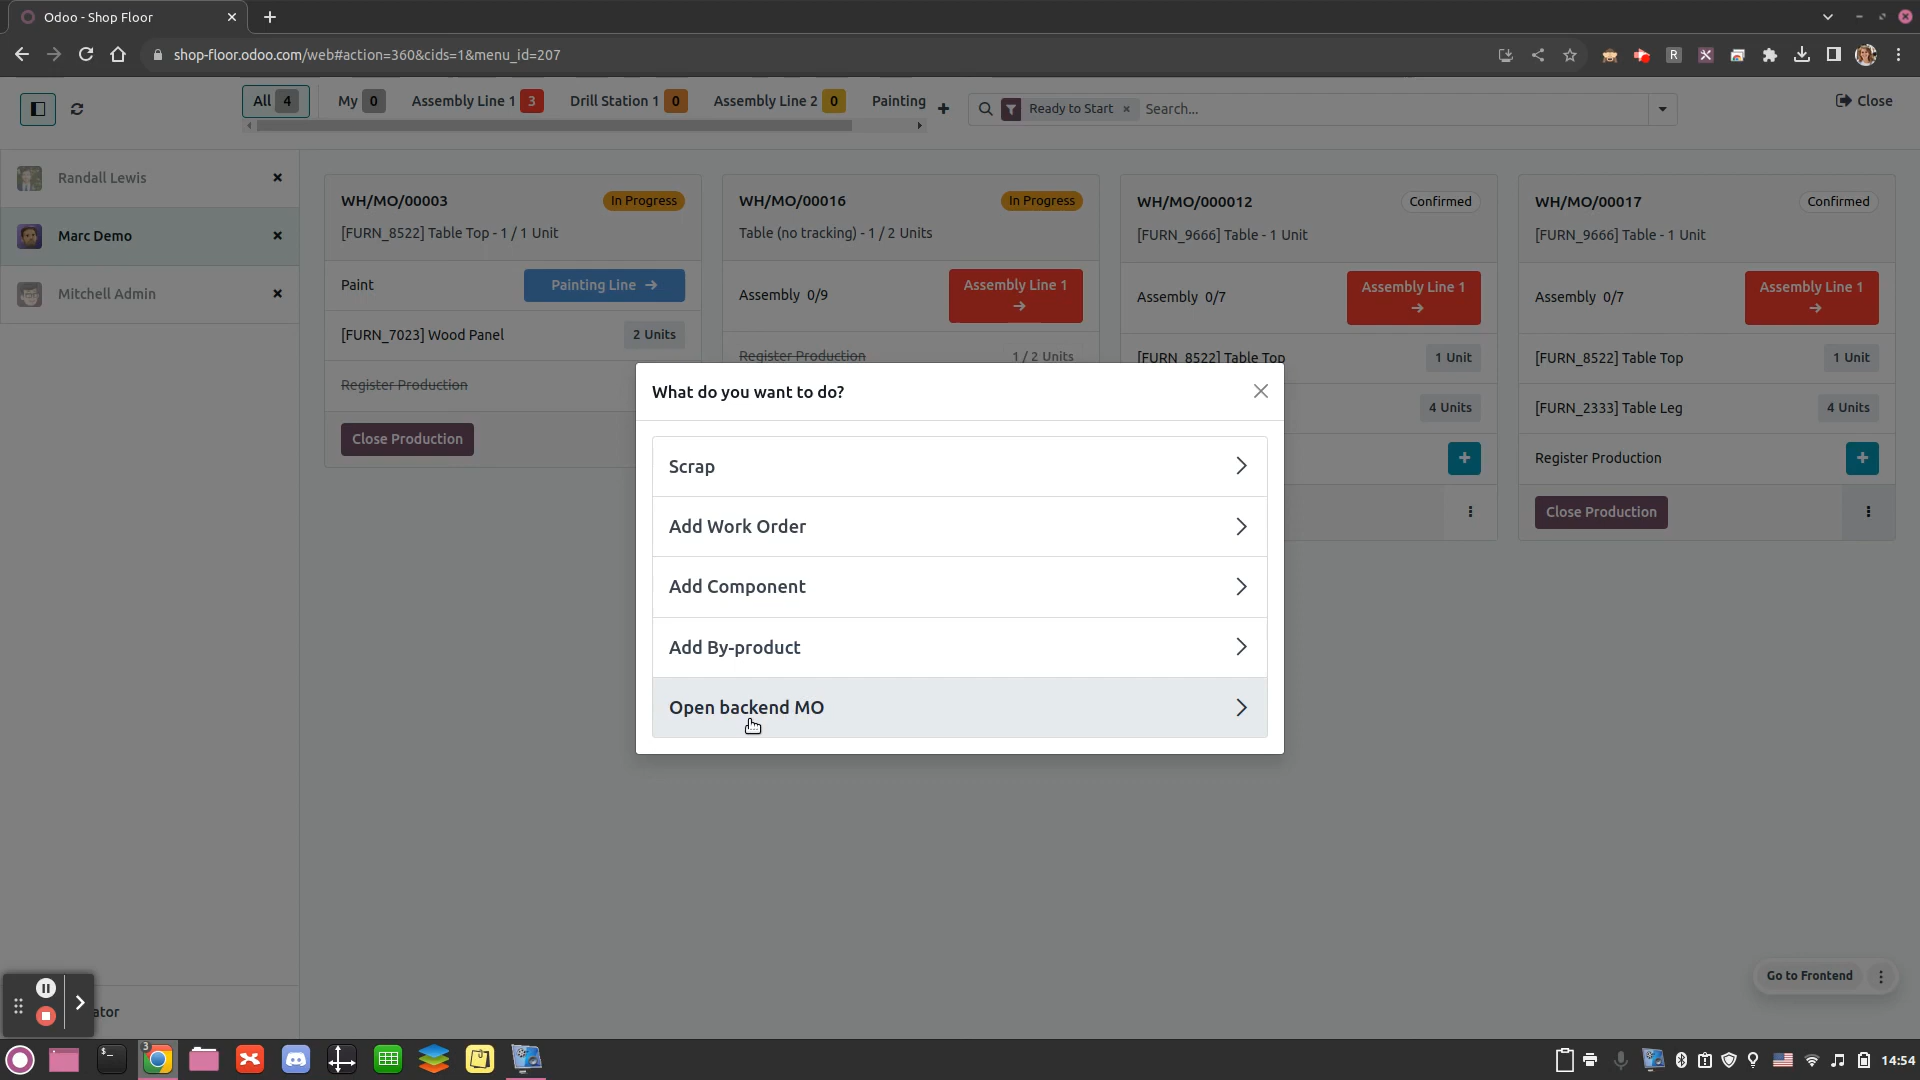 Odoo - Shop Floor
shop-floor.odoo.com/web#action=360&cids=1&menu_id=207
All 4
My 0
Assembly Line 1 3
Drill Station 1 0
Assembly Line 2 0
Painting
Ready to Start ×
Search...
Close
Randall Lewis
Marc Demo
Mitchell Admin
WH/MO/00003
In Progress
[FURN_8522] Table Top - 1 / 1 Unit
Paint
Painting Line →
[FURN_7023] Wood Panel
2 Units
Register Production
Close Production
WH/MO/00016
In Progress
Table (no tracking) - 1 / 2 Units
Assembly 0/9
Assembly Line 1
→
Register Production
1 / 2 Units
WH/MO/000012
Confirmed
[FURN_9666] Table - 1 Unit
Assembly 0/7
Assembly Line 1
→
[FURN_8522] Table Top
1 Unit
4 Units
WH/MO/00017
Confirmed
[FURN_9666] Table - 1 Unit
Assembly 0/7
Assembly Line 1
→
[FURN_8522] Table Top
1 Unit
[FURN_2333] Table Leg
4 Units
Register Production
Close Production
What do you want to do?
Scrap
Add Work Order
Add Component
Add By-product
Open backend MO
Go to Frontend
ator
3
14:54